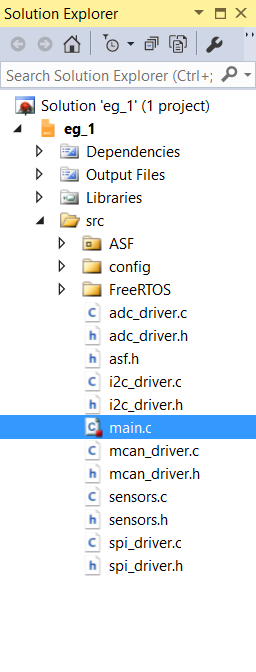 Solution Explorer
Search Solution Explorer (Ctrl+;
Solution 'eg_1' (1 project)
eg_1
Dependencies
Output Files
Libraries
src
ASF
config
FreeRTOS
adc_driver.c
adc_driver.h
asf.h
i2c_driver.c
i2c_driver.h
main.c
mcan_driver.c
mcan_driver.h
sensors.c
sensors.h
spi_driver.c
spi_driver.h